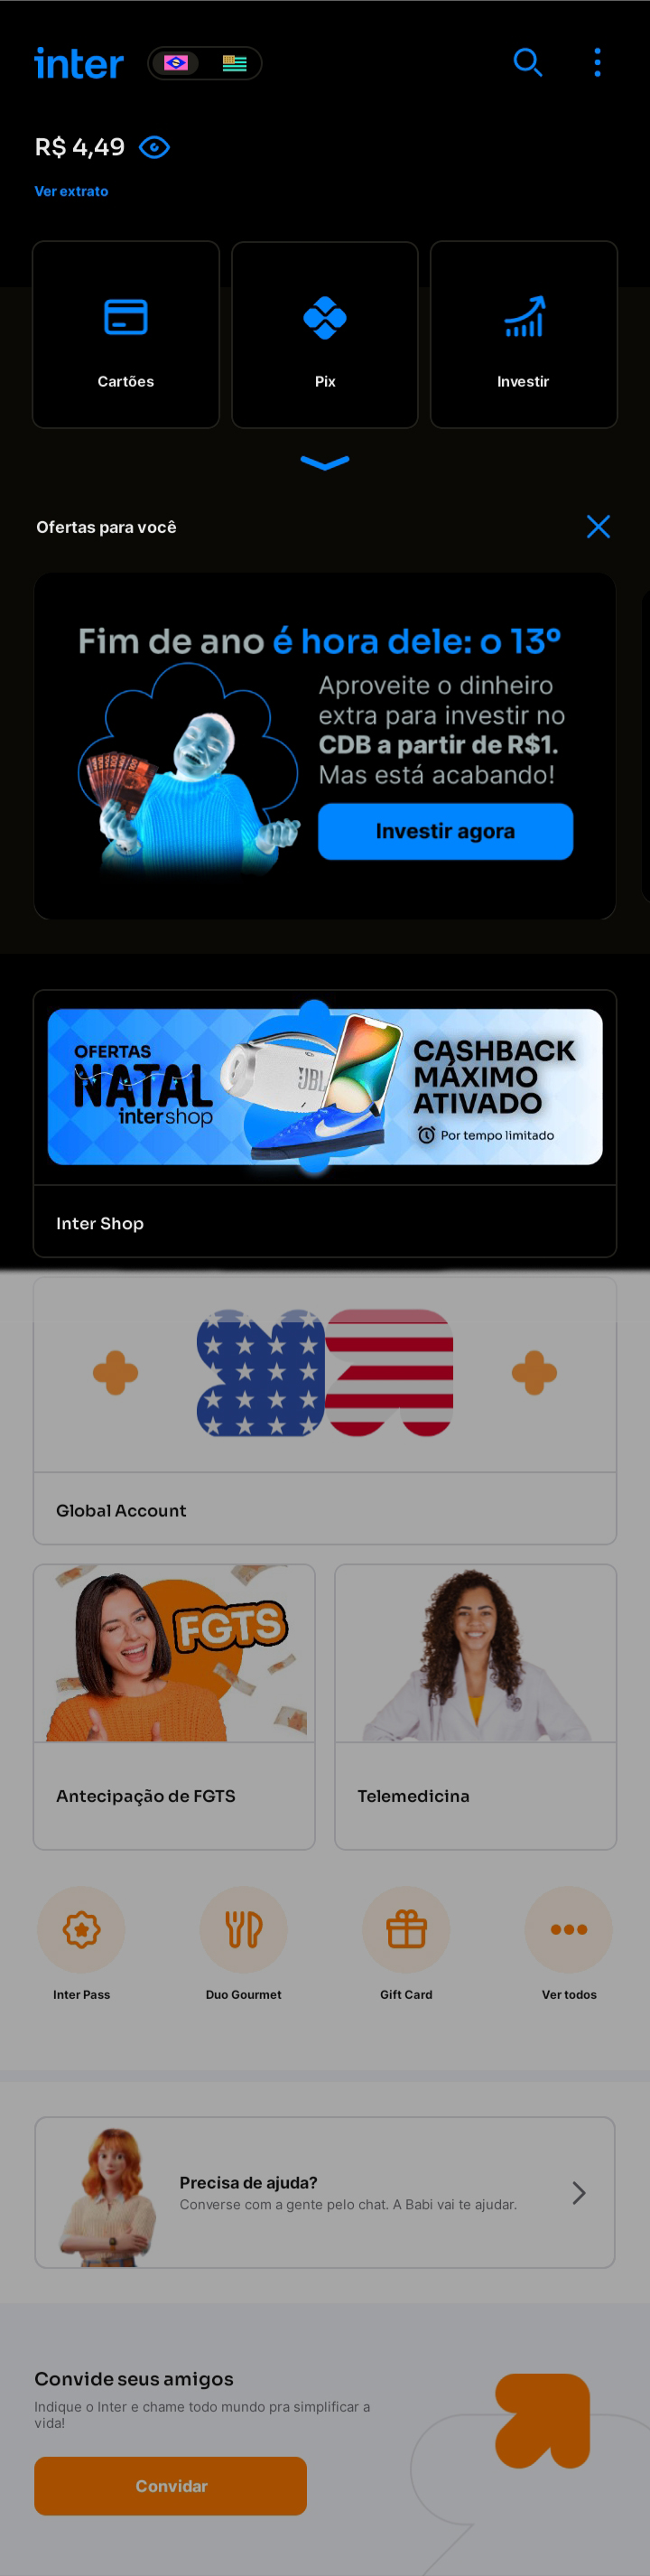 inter
R$ 4,49
Ver extrato
Cartões
Pix
Investir
Ofertas para você
Fim de ano é hora dele: o 13º
Aproveite o dinheiro
extra para investir no
CDB a partir de R$1.
Mas está acabando!
Investir agora
OFERTAS
NATAL
inter shop
JBL
CASHBACK
MÁXIMO
ATIVADO
Por tempo limitado
Inter Shop
Global Account
FGTS
Antecipação de FGTS
Telemedicina
Inter Pass
Duo Gourmet
Gift Card
Ver todos
Precisa de ajuda?
Converse com a gente pelo chat. A Babi vai te ajudar.
Convide seus amigos
Indique o Inter e chame todo mundo pra simplificar a
vida!
Convidar